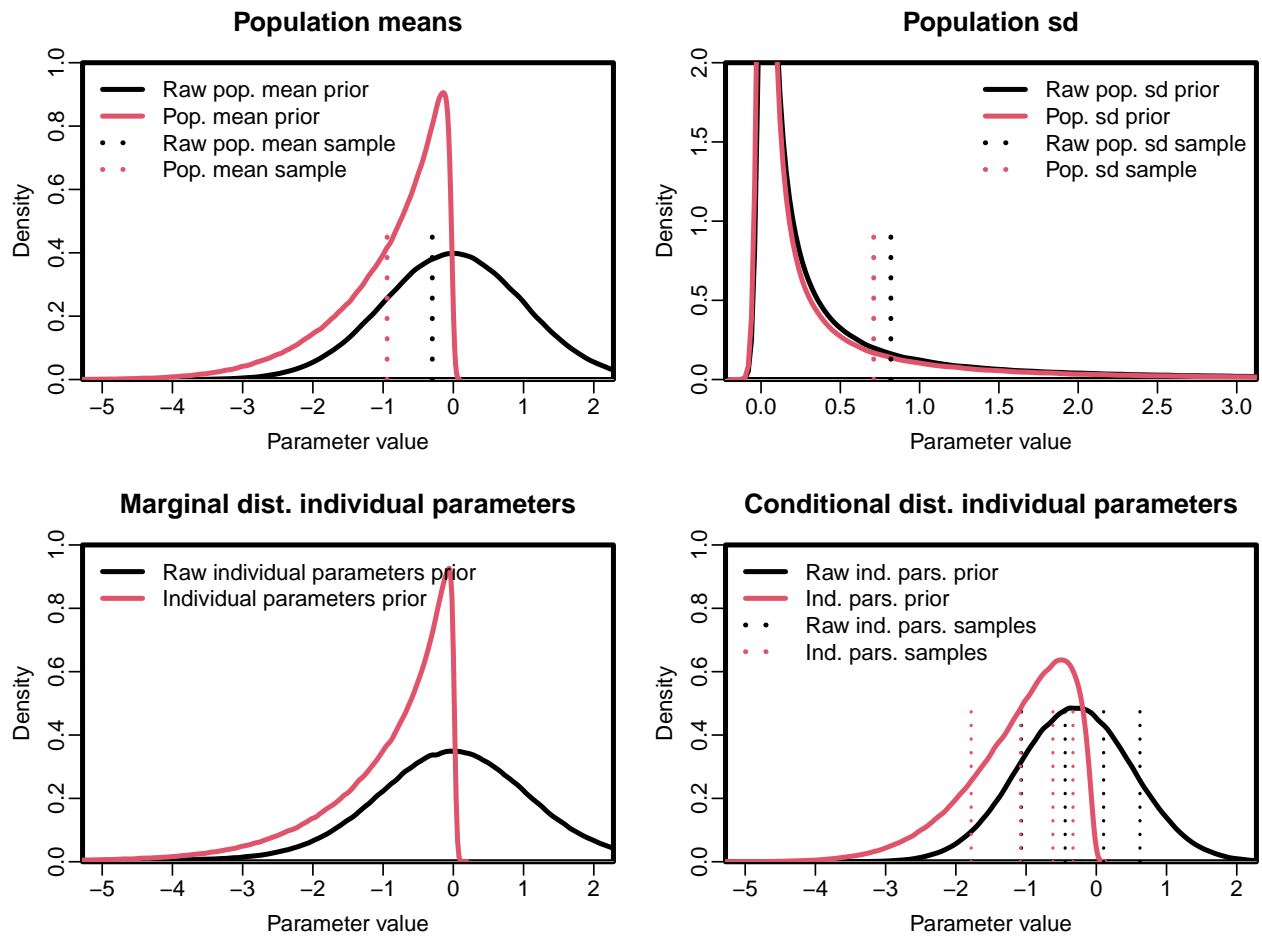 Population means
Density
0.0 0.2 0.4 0.6 0.8 1.0
Raw pop. mean prior
Pop. mean prior
Raw pop. mean sample
Pop. mean sample
−5 −4 −3 −2 −1 0 1 2
Parameter value
Population sd
Density
0.0 0.5 1.0 1.5 2.0
Raw pop. sd prior
Pop. sd prior
Raw pop. sd sample
Pop. sd sample
0.0 0.5 1.0 1.5 2.0 2.5 3.0
Parameter value
Marginal dist. individual parameters
Density
0.0 0.2 0.4 0.6 0.8 1.0
Raw individual parameters prior
Individual parameters prior
−5 −4 −3 −2 −1 0 1 2
Parameter value
Conditional dist. individual parameters
Density
0.0 0.2 0.4 0.6 0.8 1.0
Raw ind. pars. prior
Ind. pars. prior
Raw ind. pars. samples
Ind. pars. samples
−5 −4 −3 −2 −1 0 1 2
Parameter value